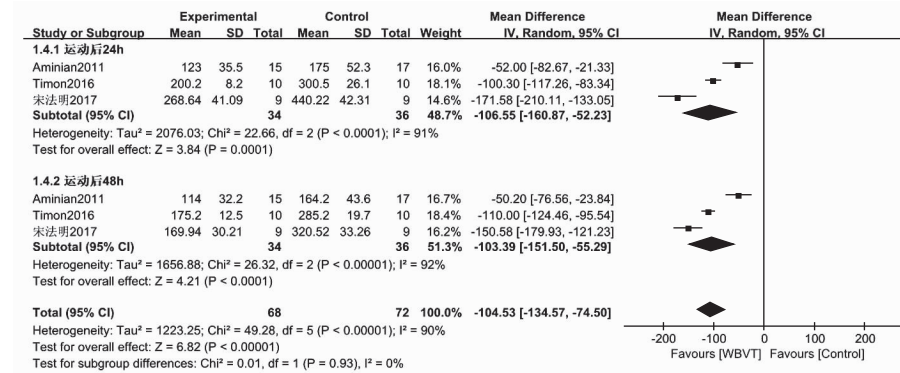 Experimental Control Mean Difference Mean Difference
Study or Subgroup Mean SD Total Mean SD Total Weight IV, Random, 95% CI IV, Random, 95% CI
1.4.1 运动后24h
Aminian2011 123 35.5 15 175 52.3 17 16.0% -52.00 [-82.67, -21.33]
Timon2016 200.2 8.2 10 300.5 26.1 10 18.1% -100.30 [-117.26, -83.34]
宋法明2017 268.64 41.09 9 440.22 42.31 9 14.6% -171.58 [-210.11, -133.05]
Subtotal (95% CI) 34 36 48.7% -106.55 [-160.87, -52.23]
Heterogeneity: Tau² = 2076.03; Chi² = 22.66, df = 2 (P < 0.0001); I² = 91%
Test for overall effect: Z = 3.84 (P = 0.0001)
1.4.2 运动后48h
Aminian2011 114 32.2 15 164.2 43.6 17 16.7% -50.20 [-76.56, -23.84]
Timon2016 175.2 12.5 10 285.2 19.7 10 18.4% -110.00 [-124.46, -95.54]
宋法明2017 169.94 30.21 9 320.52 33.26 9 16.2% -150.58 [-179.93, -121.23]
Subtotal (95% CI) 34 36 51.3% -103.39 [-151.50, -55.29]
Heterogeneity: Tau² = 1656.88; Chi² = 26.32, df = 2 (P < 0.00001); I² = 92%
Test for overall effect: Z = 4.21 (P < 0.0001)
Total (95% CI) 68 72 100.0% -104.53 [-134.57, -74.50]
Heterogeneity: Tau² = 1223.25; Chi² = 49.28, df = 5 (P < 0.00001); I² = 90%
Test for overall effect: Z = 6.82 (P < 0.00001)
Test for subgroup differences: Chi² = 0.01, df = 1 (P = 0.93), I² = 0%
-200 -100 0 100 200
Favours [WBVT] Favours [Control]